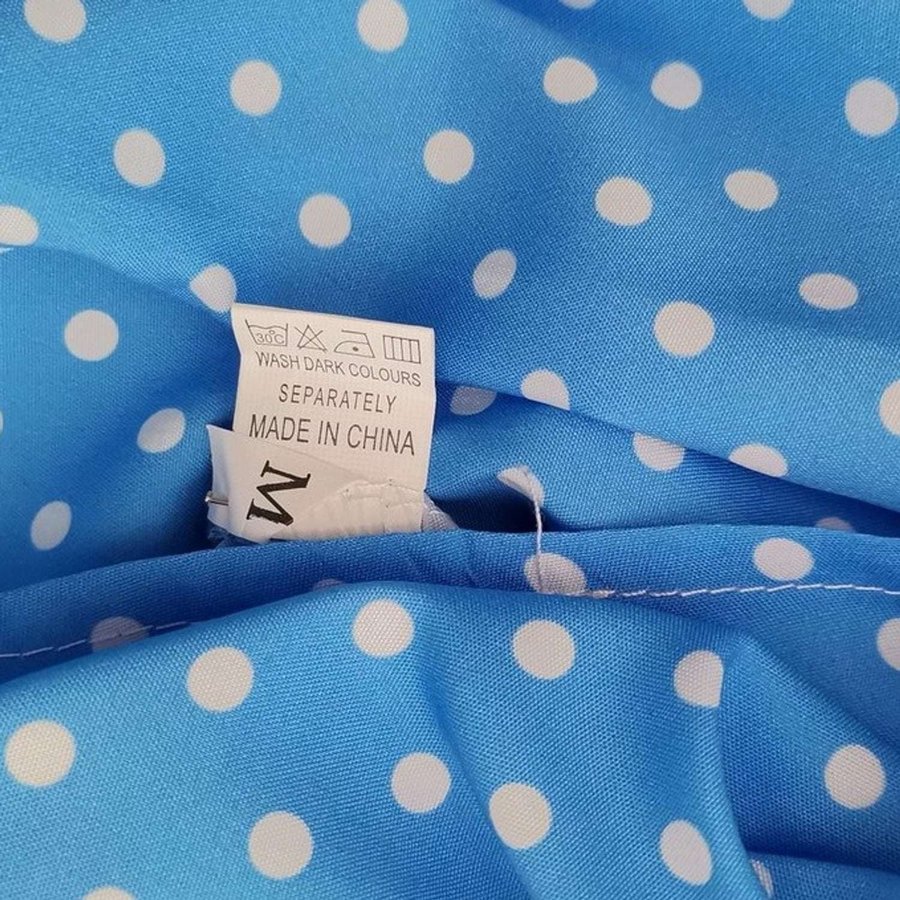 30°C
WASH DARK COLOURS
SEPARATELY
MADE IN CHINA
M